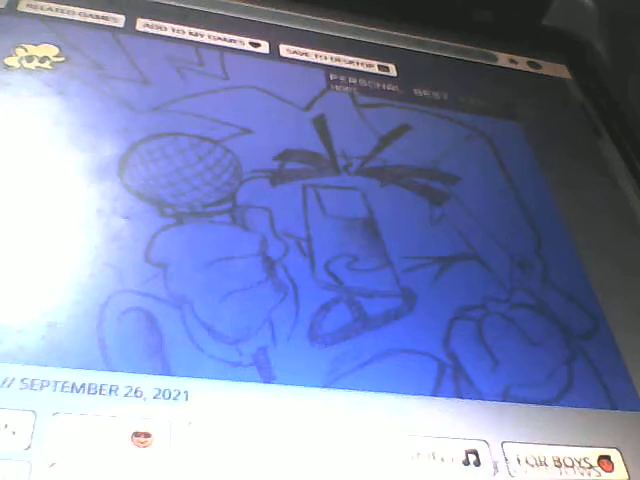 RELATED GAMES
ADD TO MY GAMES
SAVE TO DESKTOP
PERSONAL BEST
// SEPTEMBER 26, 2021
FOR BOYS